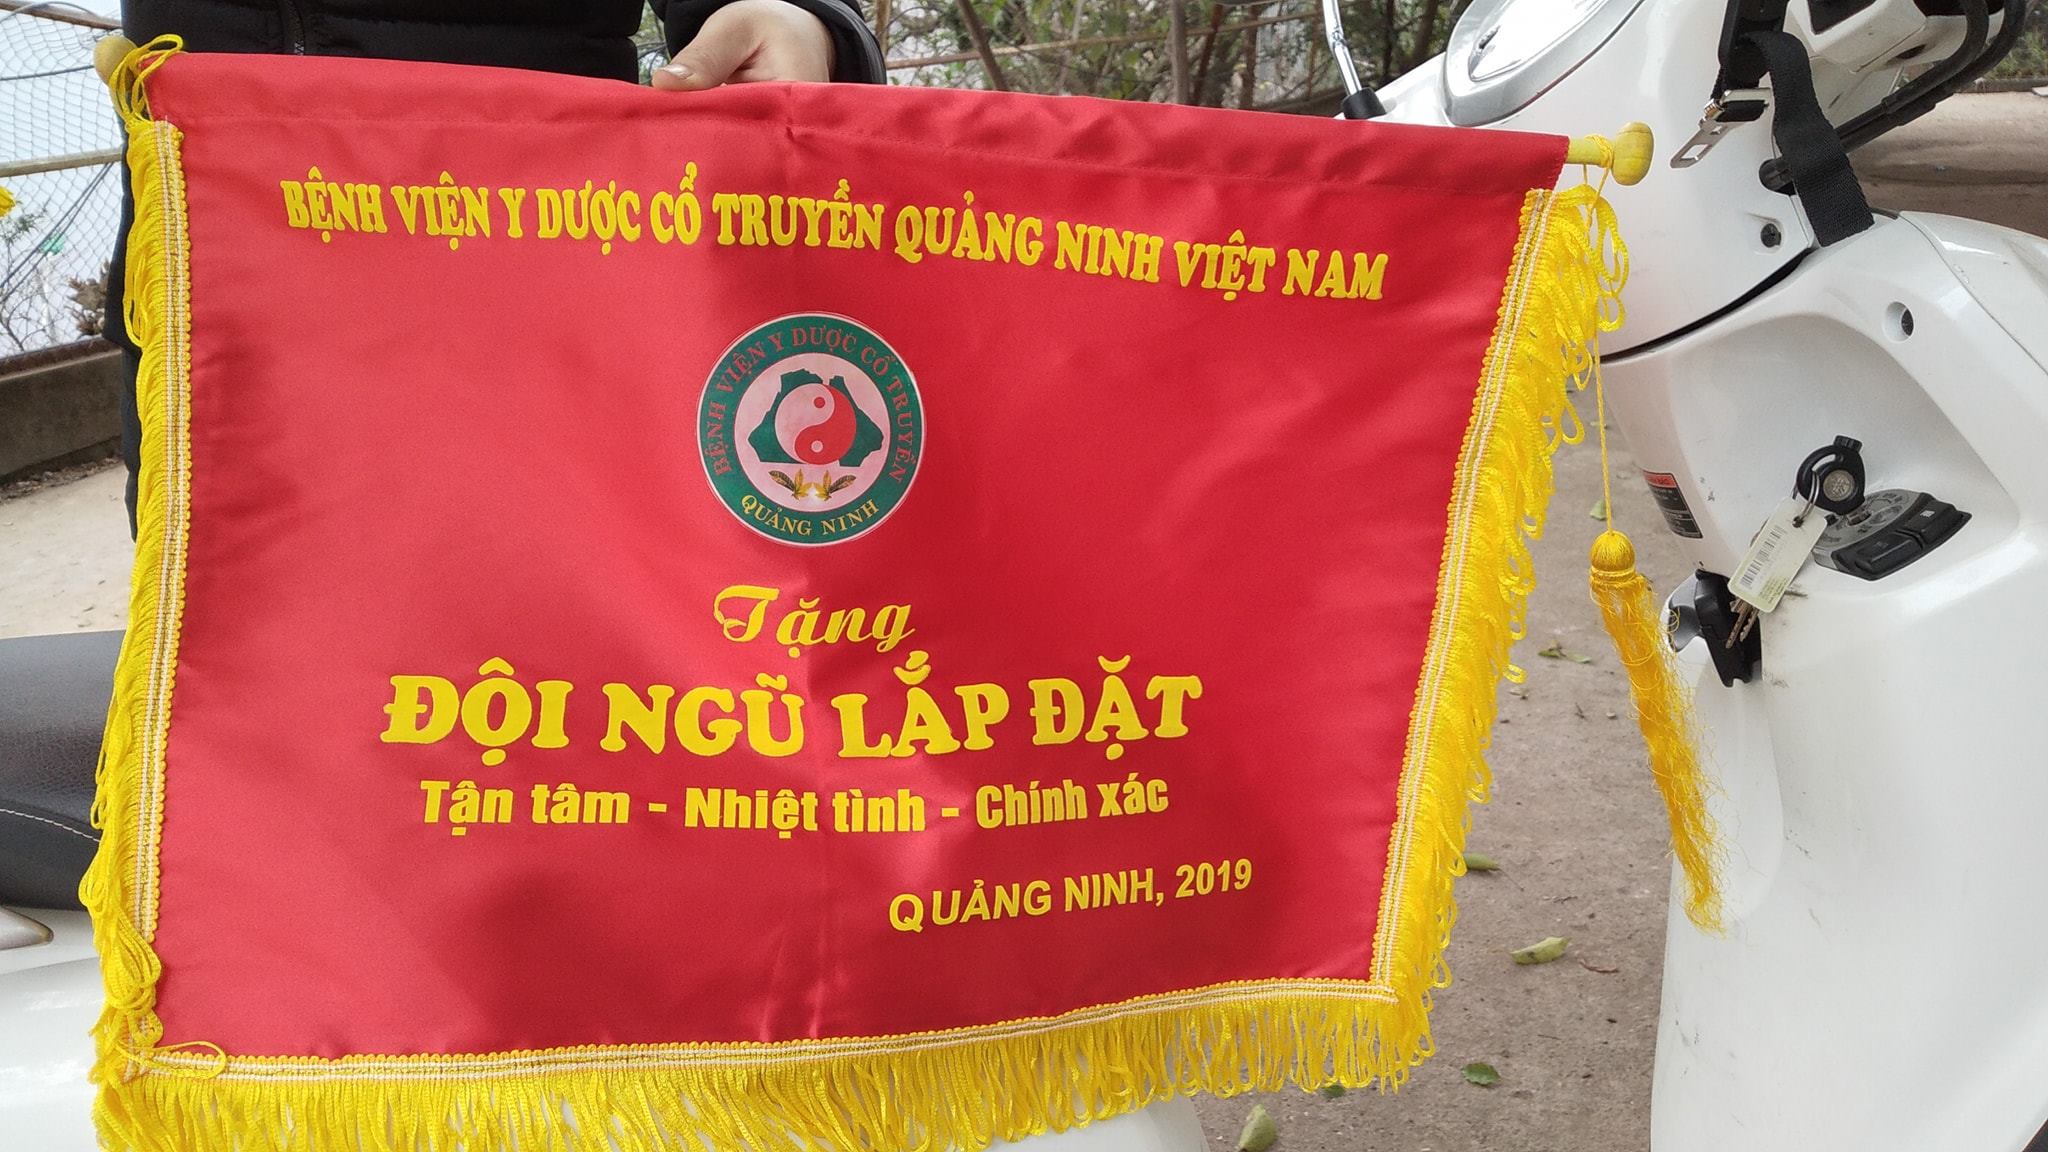 BỆNH VIỆN Y DƯỢC CỔ TRUYỀN QUẢNG NINH VIỆT NAM
BỆNH VIỆN Y DƯỢC CỔ TRUYỀN
QUẢNG NINH
Tặng
ĐỘI NGŨ LẮP ĐẶT
Tận tâm - Nhiệt tình - Chính xác
QUẢNG NINH, 2019